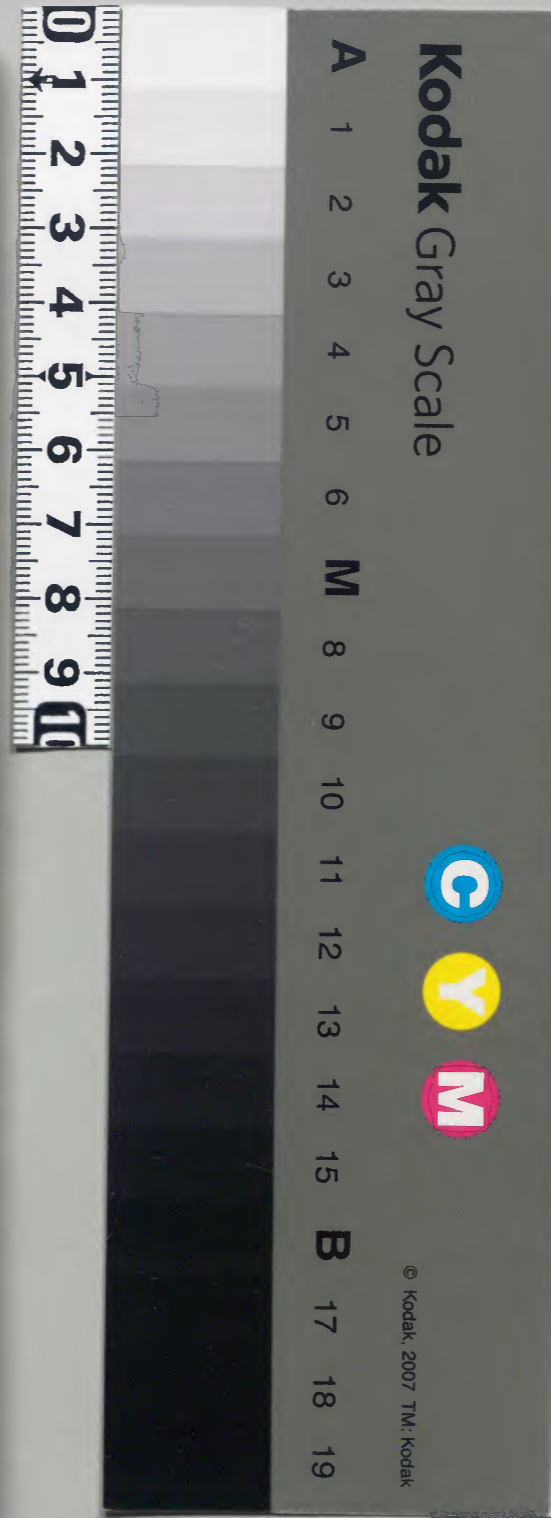 Kodak Gray Scale
C Y M
© Kodak, 2007 TM: Kodak
A 1 2 3 4 5 6 M 8 9 10 11 12 13 14 15 B 17 18 19
0 1 2 3 4 5 6 7 8 9 10